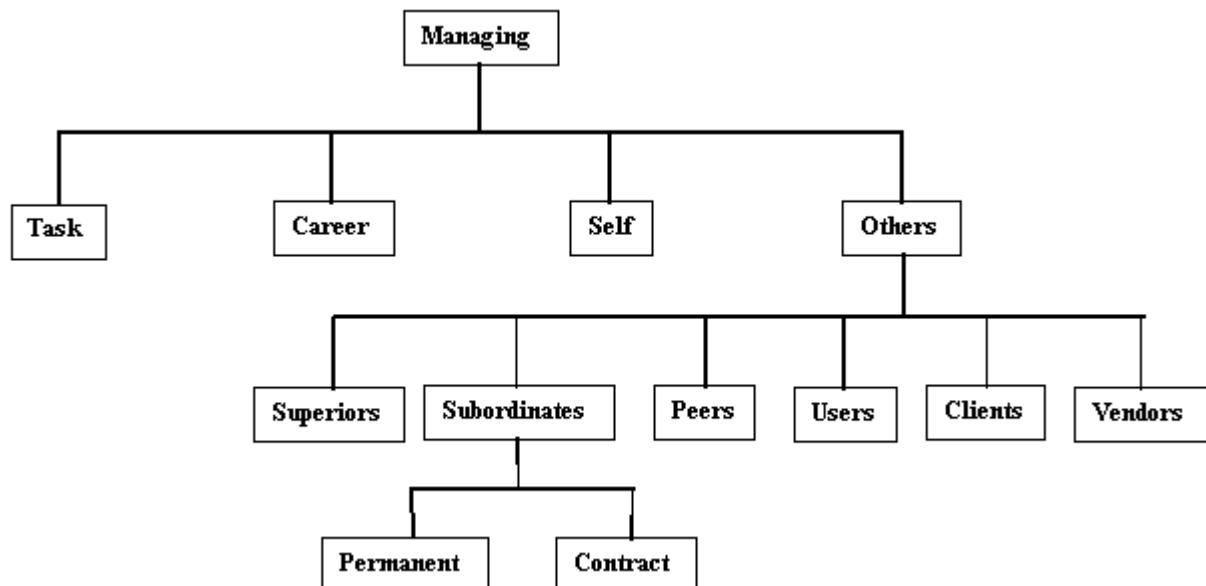 Managing
Task
Career
Self
Others
Superiors
Subordinates
Peers
Users
Clients
Vendors
Permanent
Contract